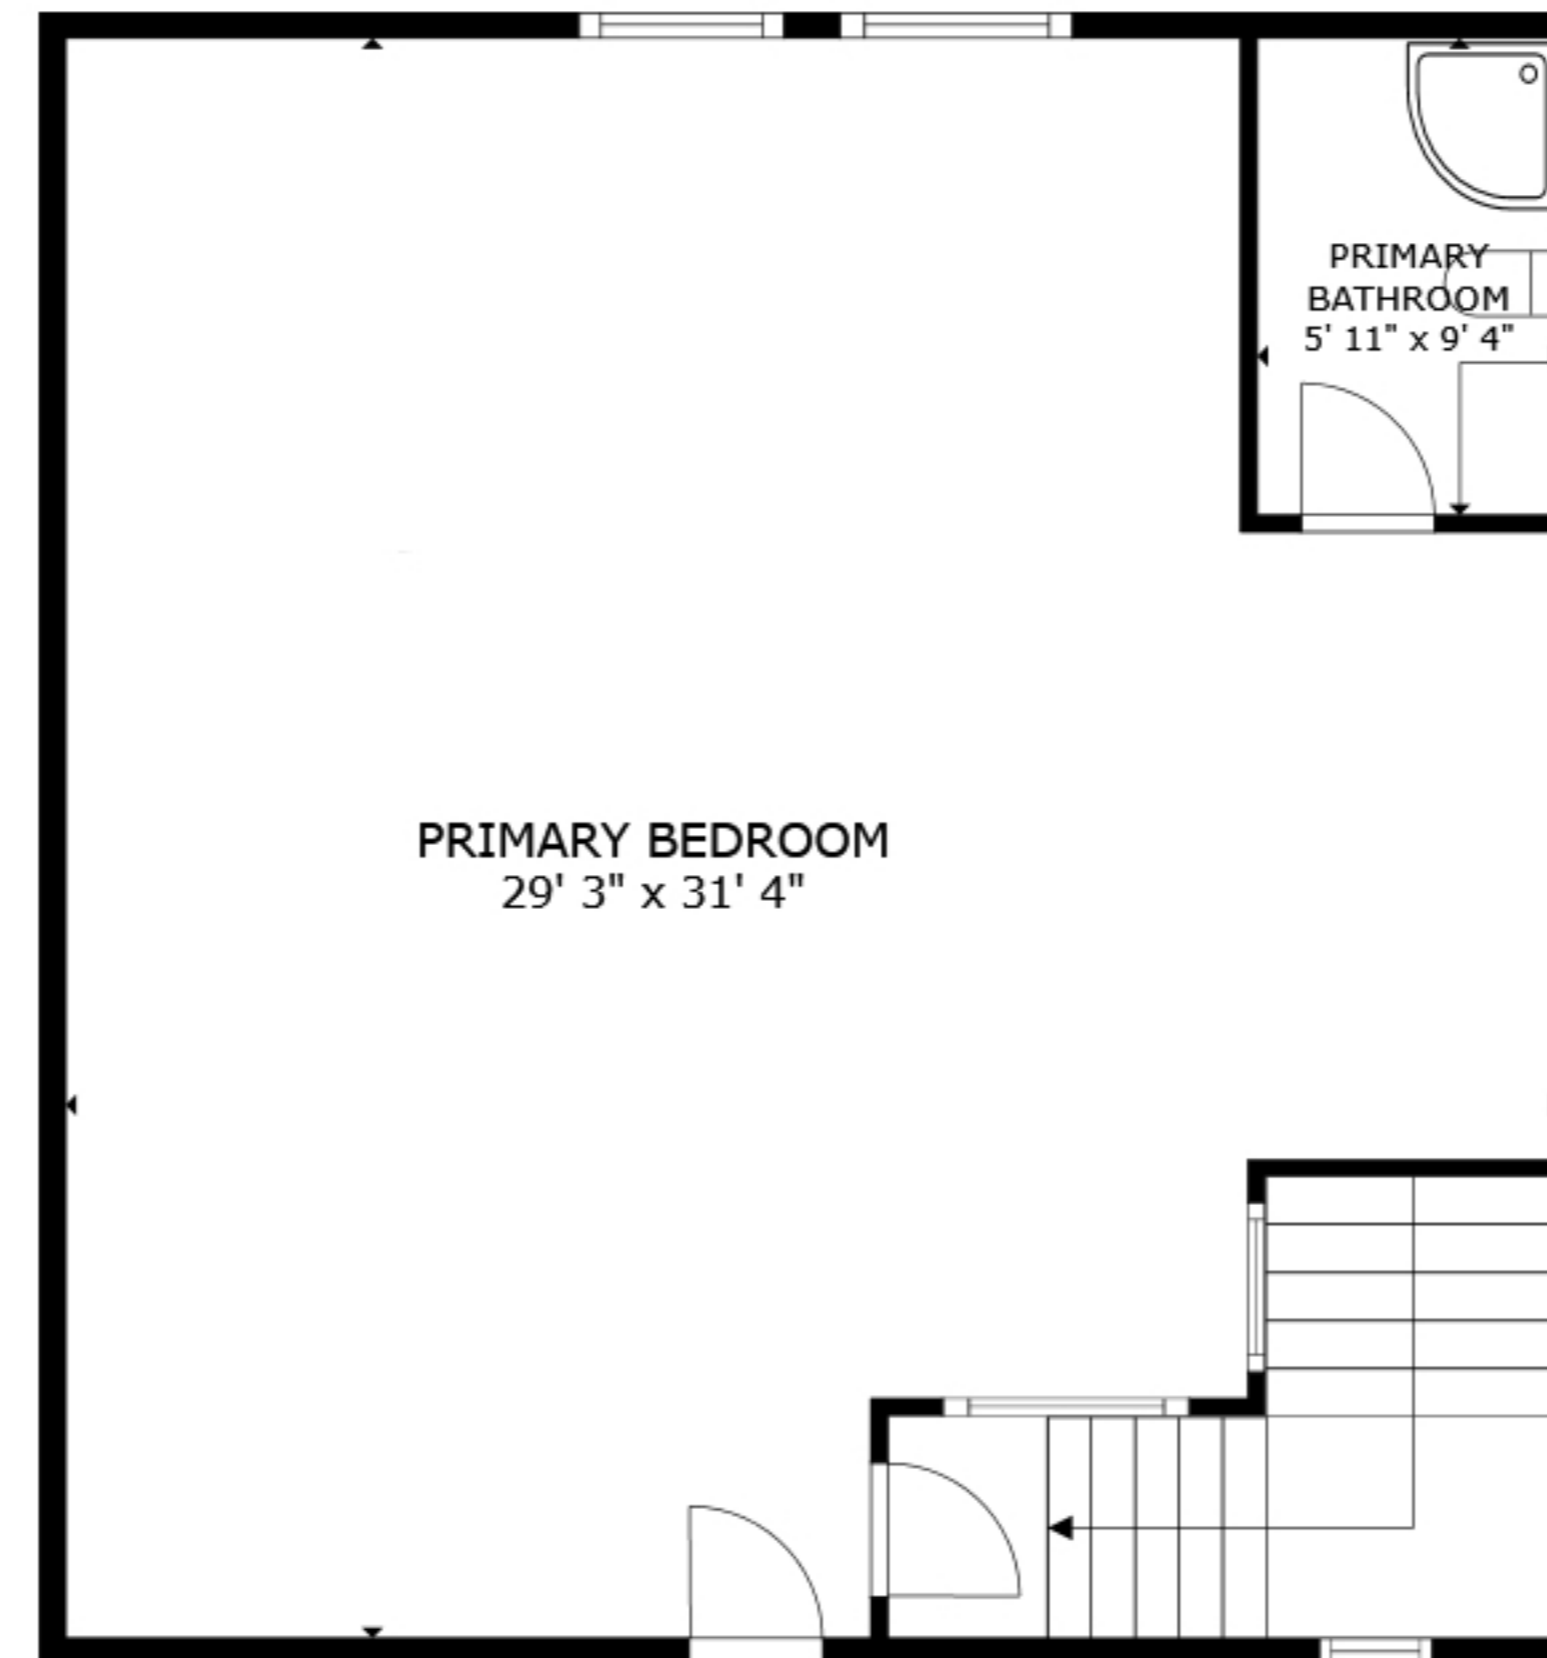 PRIMARY
BATHROOM
5' 11" x 9' 4"
PRIMARY BEDROOM
29' 3" x 31' 4"